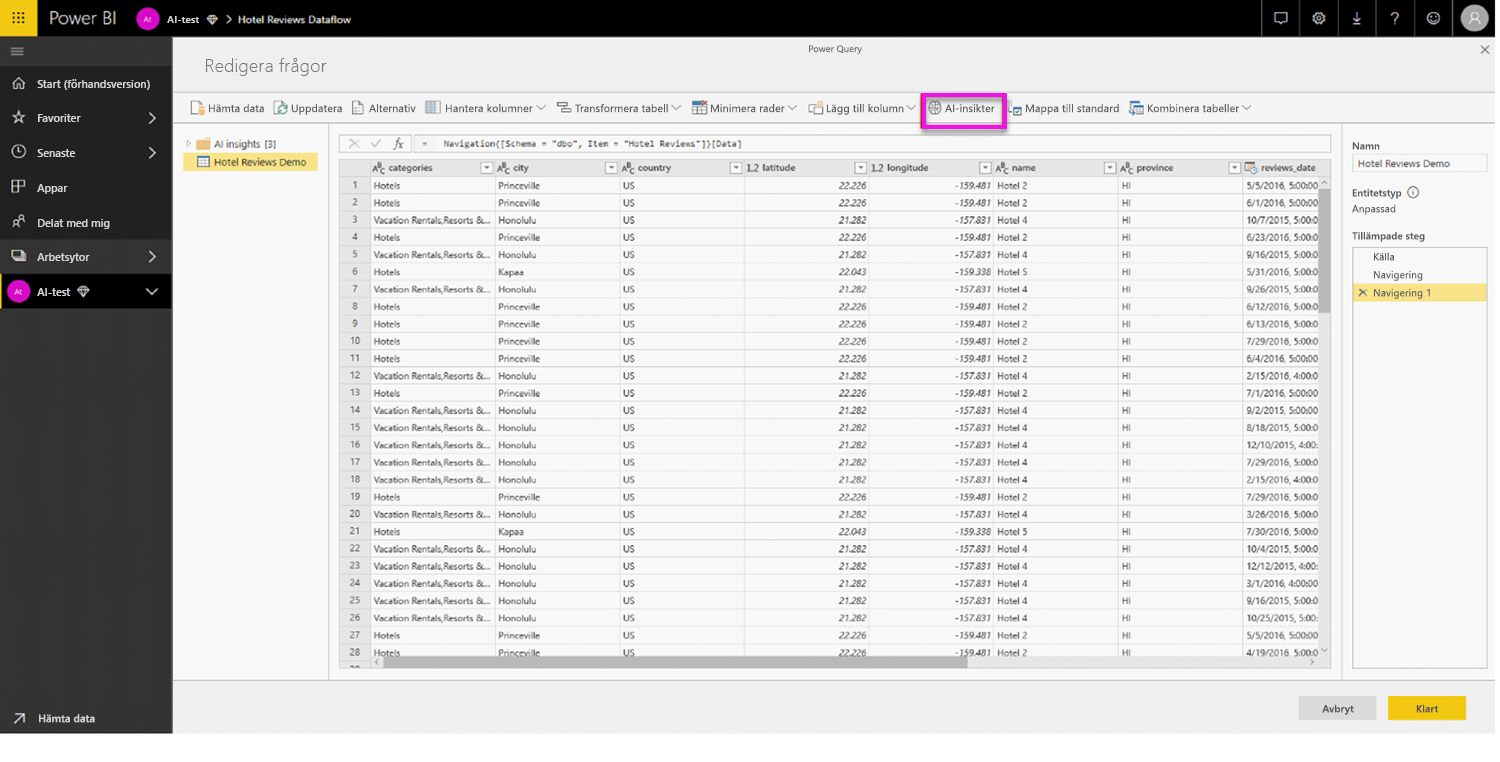 Power BI At AI-test > Hotel Reviews Dataflow
Power Query
Redigera frågor
Start (förhandsversion)
Favoriter
Senaste
Appar
Delat med mig
Arbetsytor
At AI-test
Hämta data
Hämta data Uppdatera Alternativ Hantera kolumner Transformera tabell Minimera rader Lägg till kolumn AI-insikter Mappa till standard Kombinera tabeller
AI insights [3]
Hotel Reviews Demo
fx = Navigation{[Schema = "dbo", Item = "Hotel Reviews"]}[Data]
ABC categories ABC city ABC country 1.2 latitude 1.2 longitude ABC name ABC province reviews_date
1 Hotels Princeville US 22.226 -159.481 Hotel 2 HI 5/5/2016, 5:00:00
2 Hotels Princeville US 22.226 -159.481 Hotel 2 HI 6/1/2016, 5:00:00
3 Vacation Rentals,Resorts &... Honolulu US 21.282 -157.831 Hotel 4 HI 10/7/2015, 5:00:0
4 Hotels Princeville US 22.226 -159.481 Hotel 2 HI 6/23/2016, 5:00:0
5 Vacation Rentals,Resorts &... Honolulu US 21.282 -157.831 Hotel 4 HI 9/16/2015, 5:00:0
6 Hotels Kapaa US 22.043 -159.338 Hotel 5 HI 5/31/2016, 5:00:0
7 Vacation Rentals,Resorts &... Honolulu US 21.282 -157.831 Hotel 4 HI 9/26/2015, 5:00:0
8 Hotels Princeville US 22.226 -159.481 Hotel 2 HI 6/12/2016, 5:00:0
9 Hotels Princeville US 22.226 -159.481 Hotel 2 HI 6/13/2016, 5:00:0
10 Hotels Princeville US 22.226 -159.481 Hotel 2 HI 7/29/2016, 5:00:0
11 Hotels Princeville US 22.226 -159.481 Hotel 2 HI 6/4/2016, 5:00:00
12 Vacation Rentals,Resorts &... Honolulu US 21.282 -157.831 Hotel 4 HI 2/15/2016, 4:00:0
13 Hotels Princeville US 22.226 -159.481 Hotel 2 HI 7/1/2016, 5:00:00
14 Vacation Rentals,Resorts &... Honolulu US 21.282 -157.831 Hotel 4 HI 9/2/2015, 5:00:00
15 Vacation Rentals,Resorts &... Honolulu US 21.282 -157.831 Hotel 4 HI 8/18/2015, 5:00:0
16 Vacation Rentals,Resorts &... Honolulu US 21.282 -157.831 Hotel 4 HI 12/10/2015, 4:00:
17 Vacation Rentals,Resorts &... Honolulu US 21.282 -157.831 Hotel 4 HI 7/29/2016, 5:00:0
18 Vacation Rentals,Resorts &... Honolulu US 21.282 -157.831 Hotel 4 HI 2/15/2016, 4:00:0
19 Hotels Princeville US 22.226 -159.481 Hotel 2 HI 7/29/2016, 5:00:0
20 Vacation Rentals,Resorts &... Honolulu US 21.282 -157.831 Hotel 4 HI 3/26/2016, 5:00:0
21 Hotels Kapaa US 22.043 -159.338 Hotel 5 HI 7/30/2016, 5:00:0
22 Vacation Rentals,Resorts &... Honolulu US 21.282 -157.831 Hotel 4 HI 10/4/2015, 5:00:0
23 Vacation Rentals,Resorts &... Honolulu US 21.282 -157.831 Hotel 4 HI 12/12/2015, 4:00:
24 Vacation Rentals,Resorts &... Honolulu US 21.282 -157.831 Hotel 4 HI 3/1/2016, 4:00:00
25 Vacation Rentals,Resorts &... Honolulu US 21.282 -157.831 Hotel 4 HI 9/16/2015, 5:00:0
26 Vacation Rentals,Resorts &... Honolulu US 21.282 -157.831 Hotel 4 HI 10/25/2015, 5:00:
27 Hotels Princeville US 22.226 -159.481 Hotel 2 HI 5/5/2016, 5:00:00
28 Hotels Princeville US 22.226 -159.481 Hotel 2 HI 4/19/2016, 5:00:0
Namn
Hotel Reviews Demo
Entitetstyp
Anpassad
Tillämpade steg
Källa
Navigering
Navigering 1
Avbryt Klart